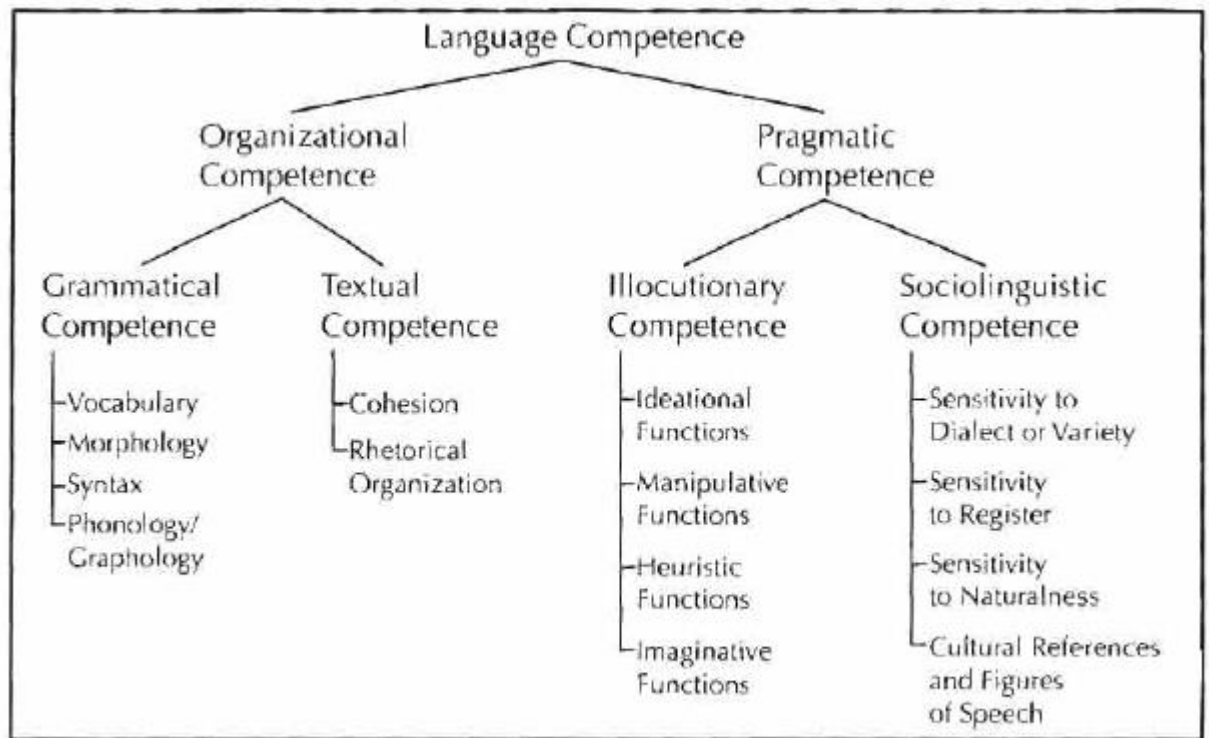 Language Competence
Organizational
Competence
Pragmatic
Competence
Grammatical
Competence
Vocabulary
Morphology
Syntax
Phonology/
Graphology
Textual
Competence
Cohesion
Rhetorical
Organization
Illocutionary
Competence
Ideational
Functions
Manipulative
Functions
Heuristic
Functions
Imaginative
Functions
Sociolinguistic
Competence
Sensitivity to
Dialect or Variety
Sensitivity
to Register
Sensitivity
to Naturalness
Cultural References
and Figures
of Speech